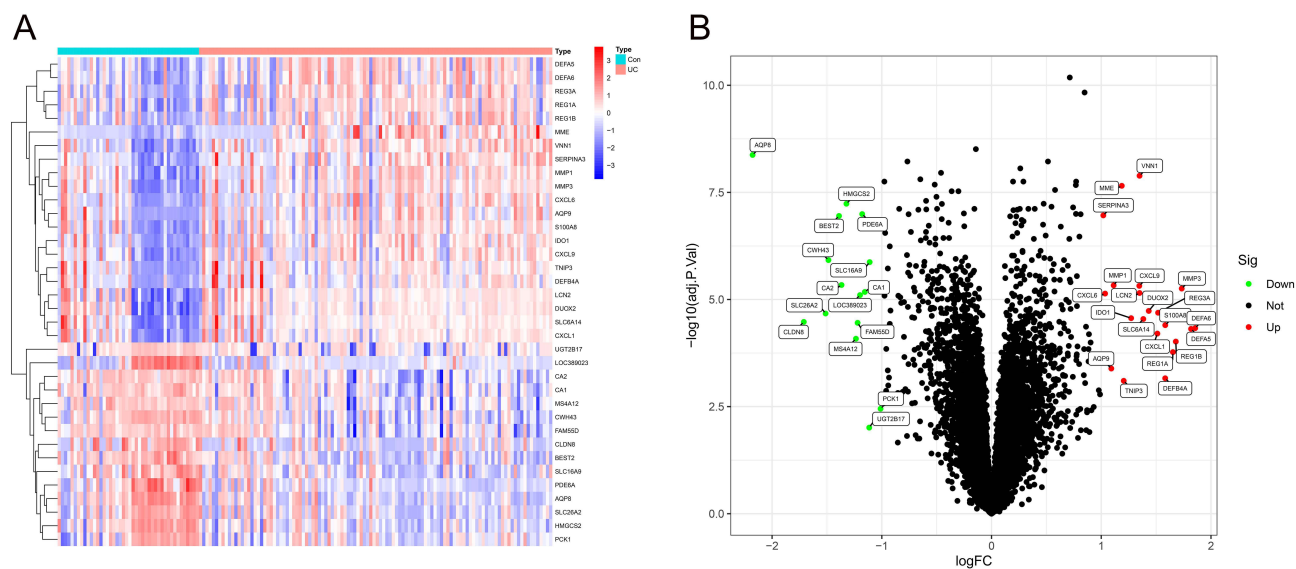 A
Type
DEFA5
DEFA6
REG3A
REG1A
REG1B
MME
VNN1
SERPINA3
MMP1
MMP3
CXCL6
AQP9
S100A8
IDO1
CXCL9
TNIP3
DEFB4A
LCN2
DUOX2
SLC6A14
CXCL1
UGT2B17
LOC389023
CA2
CA1
MS4A12
CWH43
FAM55D
CLDN8
BEST2
SLC16A9
PDE6A
AQP8
SLC26A2
HMGCS2
PCK1
Type
Con
UC
3
2
1
0
−1
−2
−3
B
−log10(adj.P.Val)
10.0
7.5
5.0
2.5
0.0
−2
−1
0
1
2
logFC
AQP8
HMGCS2
BEST2
PDE6A
CWH43
SLC16A9
CA2
CA1
SLC26A2
LOC389023
CLDN8
FAM55D
MS4A12
PCK1
UGT2B17
VNN1
MME
SERPINA3
MMP1
CXCL9
MMP3
CXCL6
LCN2
DUOX2
REG3A
IDO1
S100A8
DEFA6
SLC6A14
DEFA5
CXCL1
REG1B
AQP9
REG1A
TNIP3
DEFB4A
Sig
Down
Not
Up